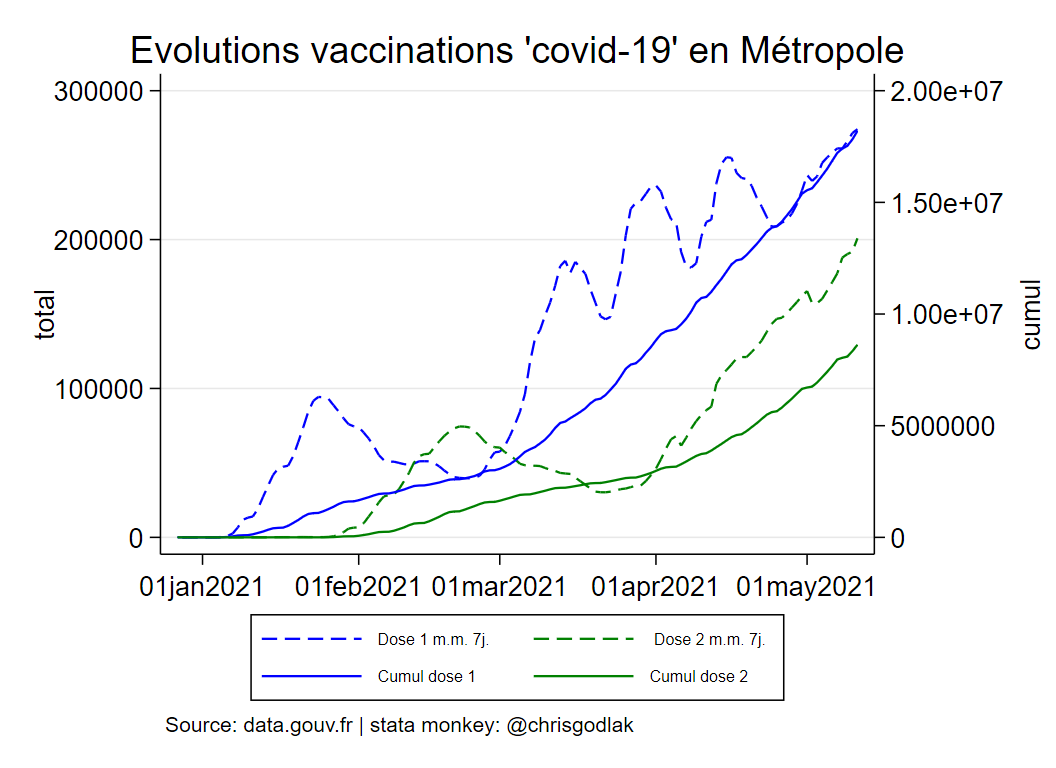 Evolutions vaccinations 'covid-19' en Métropole
300000
200000
100000
0
total
2.00e+07
1.50e+07
1.00e+07
5000000
0
cumul
01jan2021 01feb2021 01mar2021 01apr2021 01may2021
Dose 1 m.m. 7j. Dose 2 m.m. 7j.
Cumul dose 1 Cumul dose 2
Source: data.gouv.fr | stata monkey: @chrisgodlak